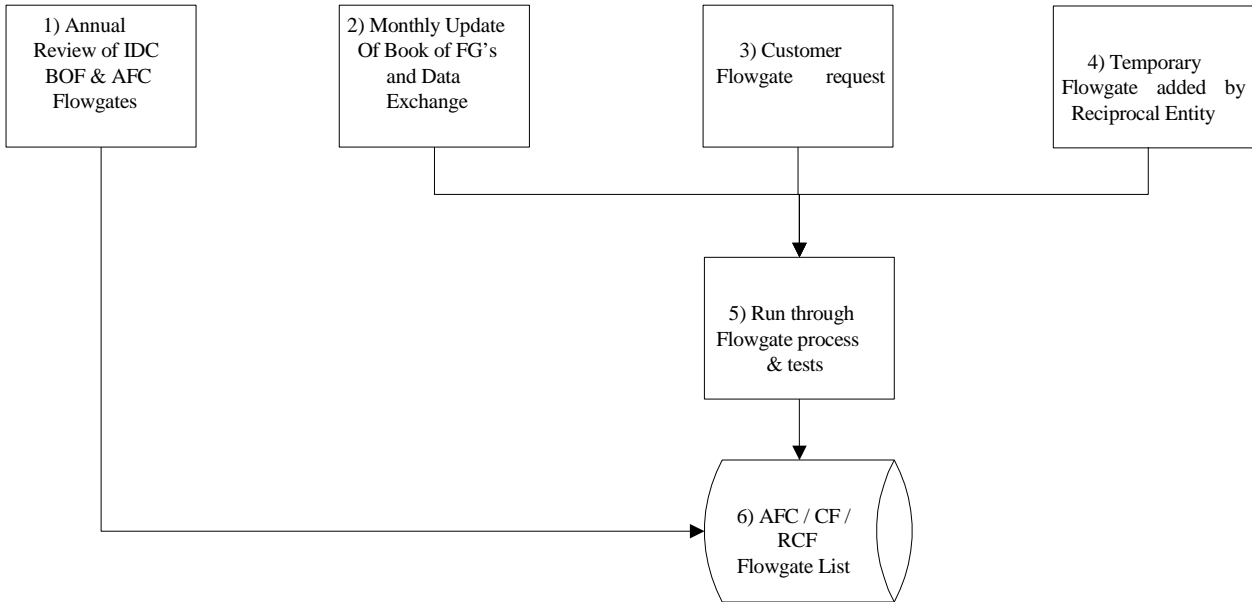 1) Annual
Review of IDC
BOF & AFC
Flowgates
2) Monthly Update
Of Book of FG's
and Data
Exchange
3) Customer
Flowgate request
4) Temporary
Flowgate added by
Reciprocal Entity
5) Run through
Flowgate process
& tests
6) AFC / CF /
RCF
Flowgate List